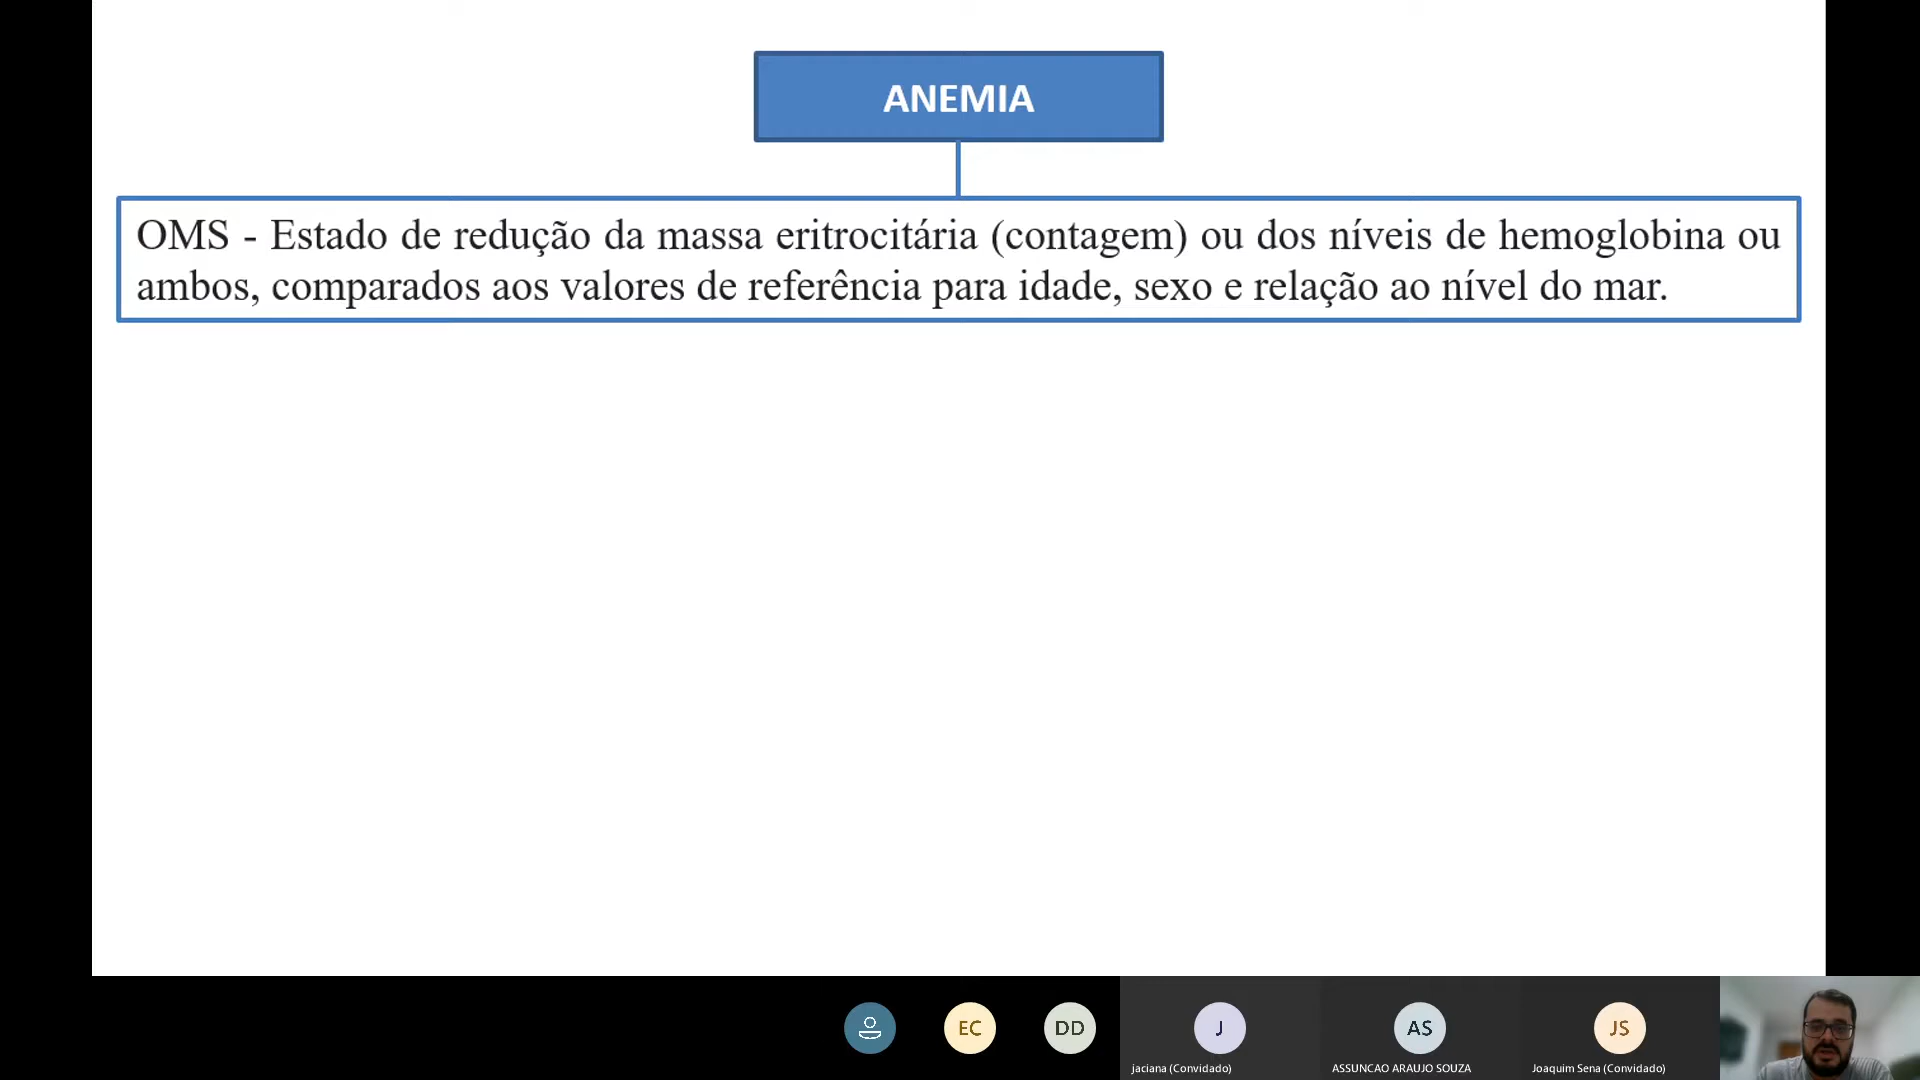 ANEMIA
OMS - Estado de redução da massa eritrocitária (contagem) ou dos níveis de hemoglobina ou
ambos, comparados aos valores de referência para idade, sexo e relação ao nível do mar.
EC
DD
J
AS
JS
jaciana (Convidado)
ASSUNCAO ARAUJO SOUZA
Joaquim Sena (Convidado)